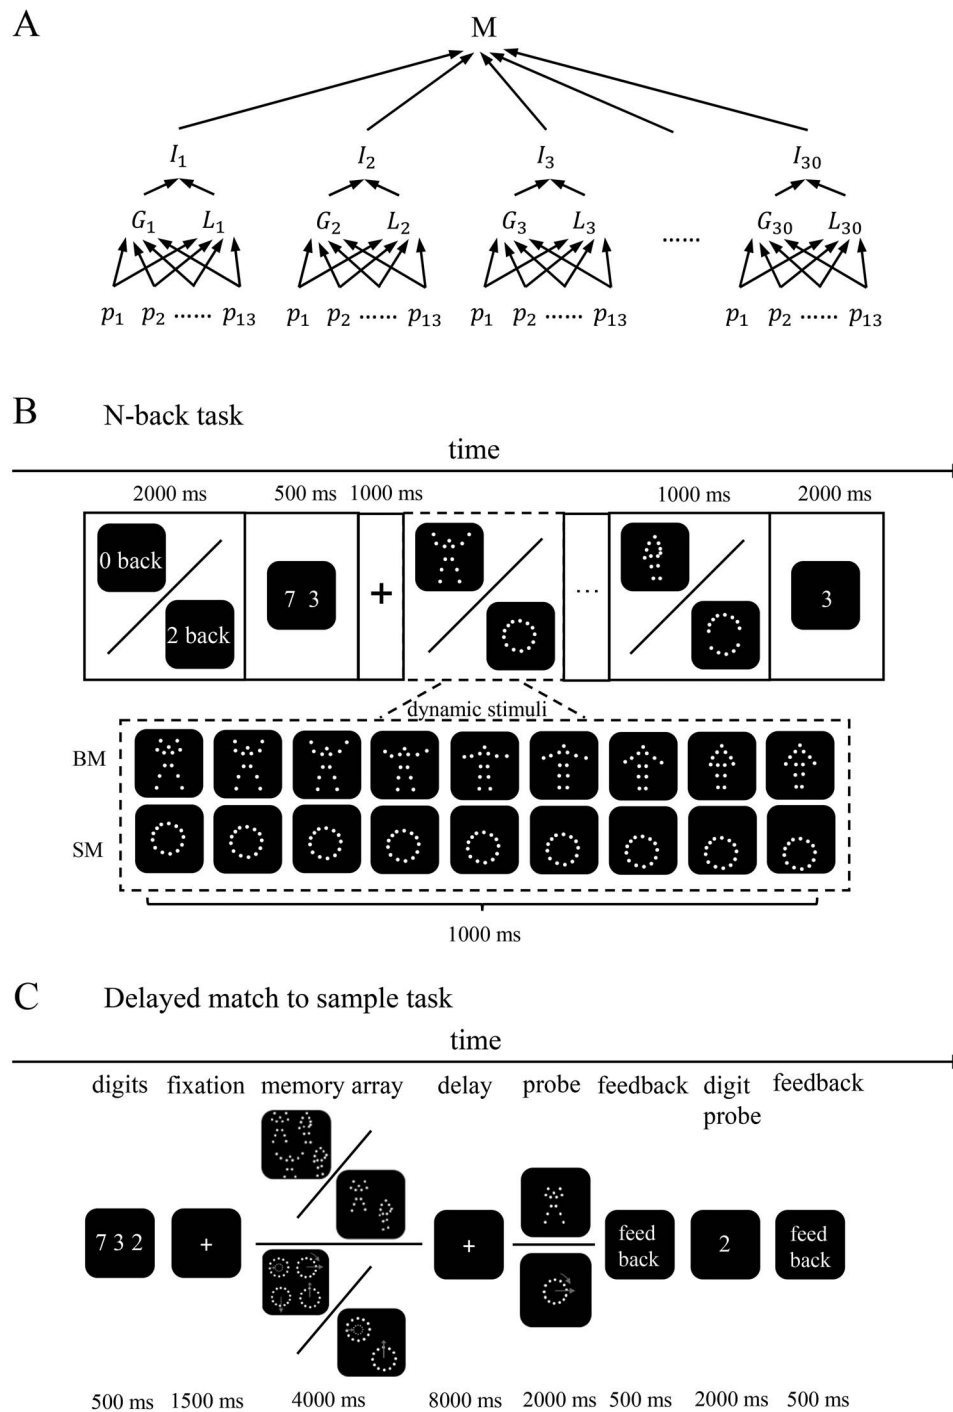 A
M
I₁ I₂ I₃ I₃₀
G₁ L₁ G₂ L₂ G₃ L₃ ...... G₃₀ L₃₀
p₁ p₂ ...... p₁₃ p₁ p₂ ...... p₁₃ p₁ p₂ ...... p₁₃ p₁ p₂ ...... p₁₃
B N-back task
time
2000 ms 500 ms 1000 ms 1000 ms 2000 ms
0 back
7 3 + ... 3
2 back
dynamic stimuli
BM
SM
1000 ms
C Delayed match to sample task
time
digits fixation memory array delay probe feedback digit probe feedback
7 3 2 + + feed back 2 feed back
500 ms 1500 ms 4000 ms 8000 ms 2000 ms 500 ms 2000 ms 500 ms